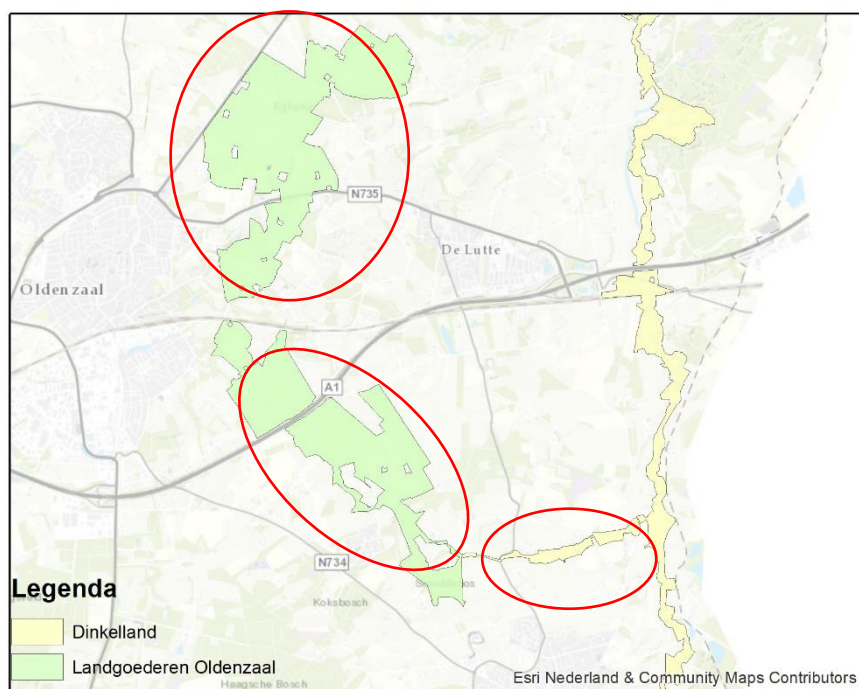 N735
De Lutte
Oldenzaal
A1
N734
Legenda
Koksbosch
Dinkelland
Landgoederen Oldenzaal
Haagsche Bosch
Esri Nederland & Community Maps Contributors